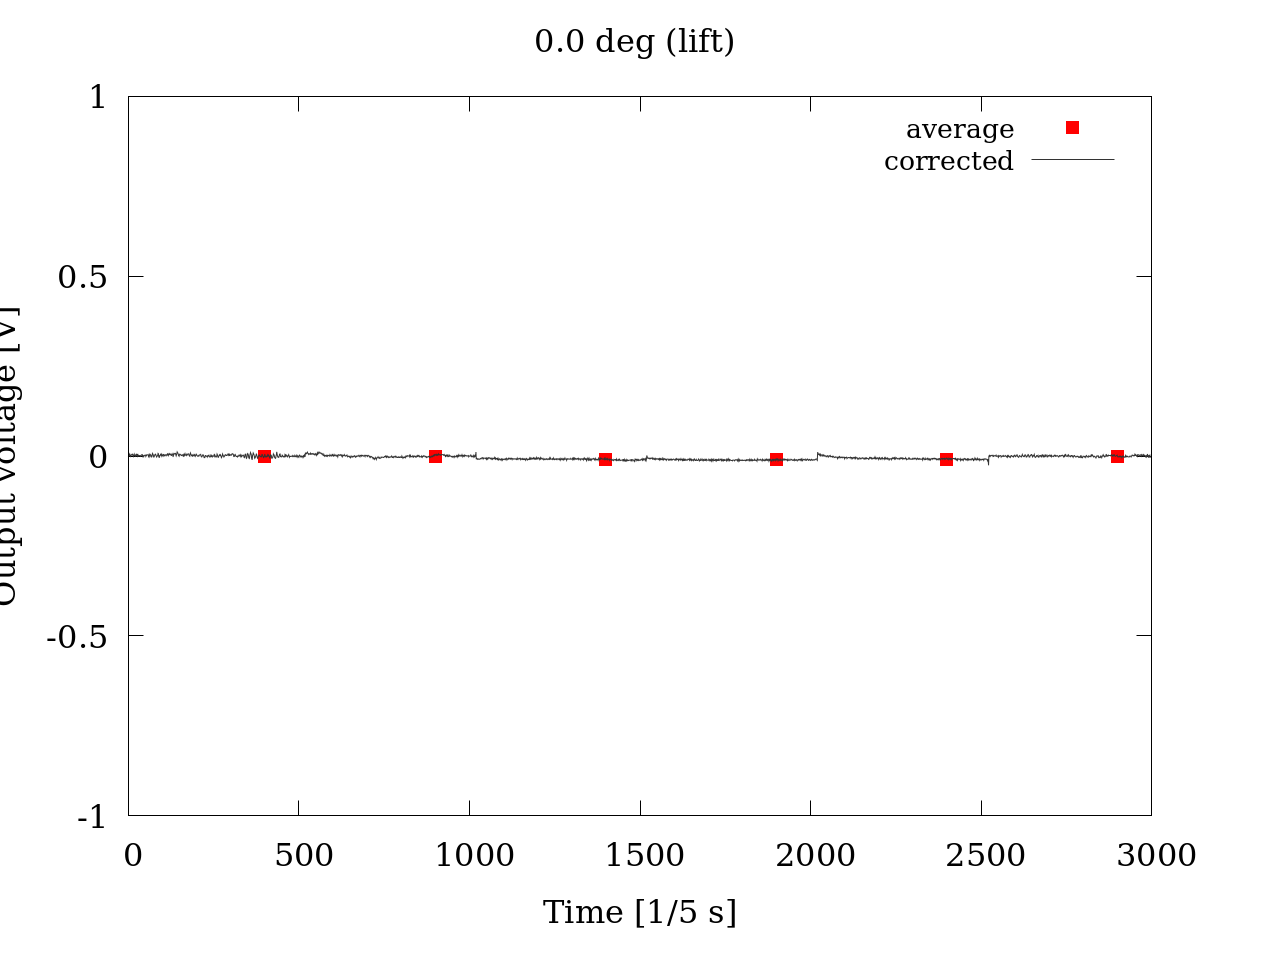 0.0 deg (lift)
average
corrected
1
0.5
0
-0.5
-1
Output voltage [V]
0 500 1000 1500 2000 2500 3000
Time [1/5 s]